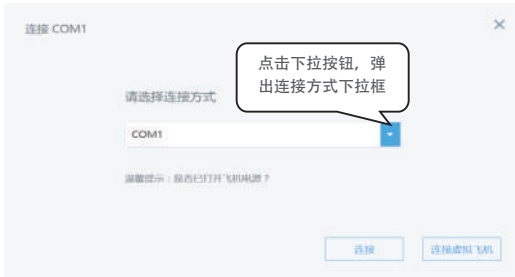 连接 COM1
点击下拉按钮，弹
出连接方式下拉框
请选择连接方式
COM1
温馨提示：是否已打开飞机电源？
连接
连接虚拟飞机